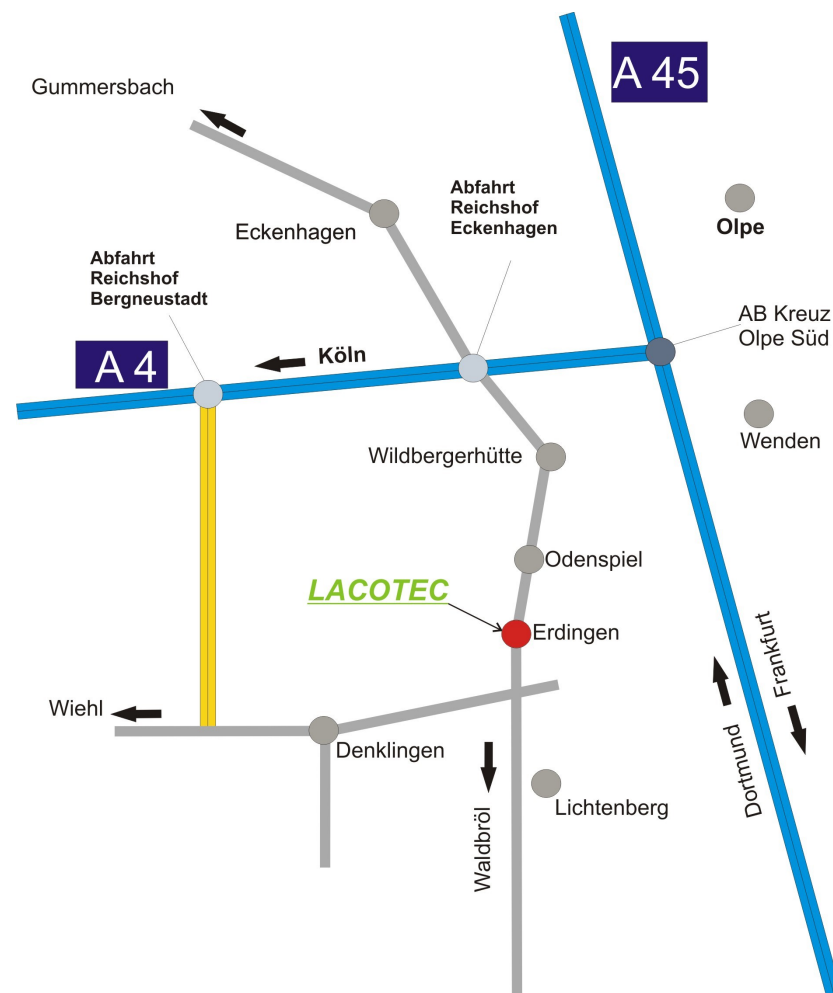 A 45
Gummersbach
Abfahrt
Reichshof
Eckenhagen
Olpe
Eckenhagen
Abfahrt
Reichshof
Bergneustadt
AB Kreuz
Olpe Süd
A 4
Köln
Wenden
Wildbergerhütte
Odenspiel
LACOTEC
Erdingen
Frankfurt
Wiehl
Dortmund
Denklingen
Lichtenberg
Waldbröl